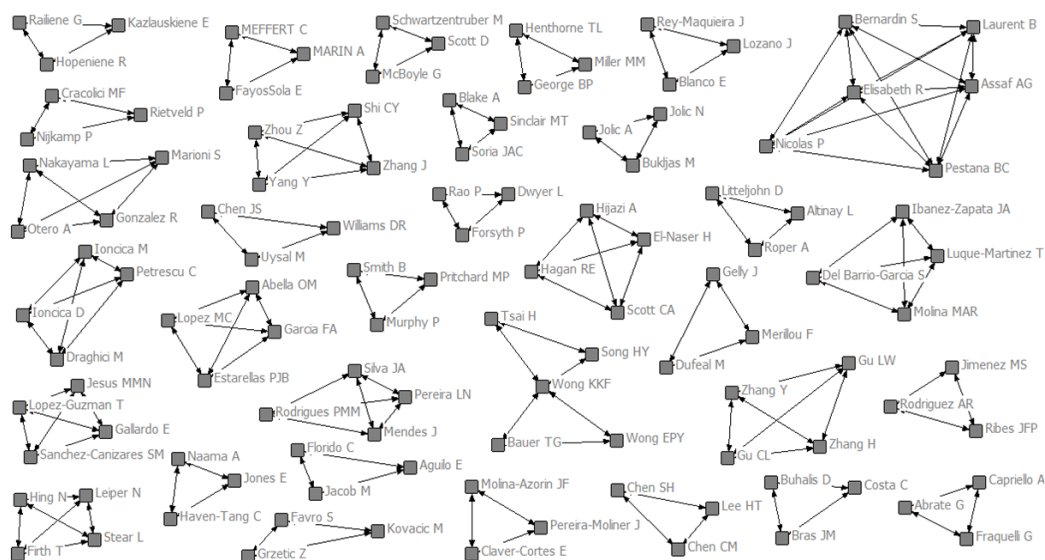 Railiene G
Kazlauskiene E
Hopeniene R
MEFFERT C
MARIN A
FayosSola E
Schwartzentruber M
Scott D
McBoyle G
Henthorne TL
Miller MM
George BP
Rey-Maquieira J
Lozano J
Blanco E
Bernardin S
Laurent B
Elisabeth R
Assaf AG
Nicolas P
Pestana BC
Cracolici MF
Rietveld P
Nijkamp P
Shi CY
Zhou Z
Zhang J
Yang Y
Blake A
Sinclair MT
Soria JAC
Jolic N
Jolic A
Bukljas M
Nakayama L
Marioni S
Gonzalez R
Otero A
Chen JS
Williams DR
Uysal M
Rao P
Dwyer L
Forsyth P
Hijazi A
El-Naser H
Hagan RE
Scott CA
Litteljohn D
Altinay L
Roper A
Ibanez-Zapata JA
Luque-Martinez T
Del Barrio-Garcia S
Molina MAR
Ioncica M
Petrescu C
Ioncica D
Draghici M
Abella OM
Lopez MC
Garcia FA
Estarellas PJB
Smith B
Pritchard MP
Murphy P
Gelly J
Merillou F
Dufeal M
Tsai H
Song HY
Wong KKF
Bauer TG
Wong EPY
Jesus MMN
Lopez-Guzman T
Gallardo E
Sanchez-Canizares SM
Silva JA
Pereira LN
Rodrigues PMM
Mendes J
Gu LW
Zhang Y
Zhang H
Gu CL
Jimenez MS
Rodriguez AR
Ribes JFP
Naama A
Jones E
Haven-Tang C
Florido C
Aguilo E
Jacob M
Hing N
Leiper N
Stear L
Firth T
Favro S
Kovacic M
Grzetic Z
Molina-Azorin JF
Pereira-Moliner J
Claver-Cortes E
Chen SH
Lee HT
Chen CM
Buhalis D
Costa C
Bras JM
Capriello A
Abrate G
Fraquelli G